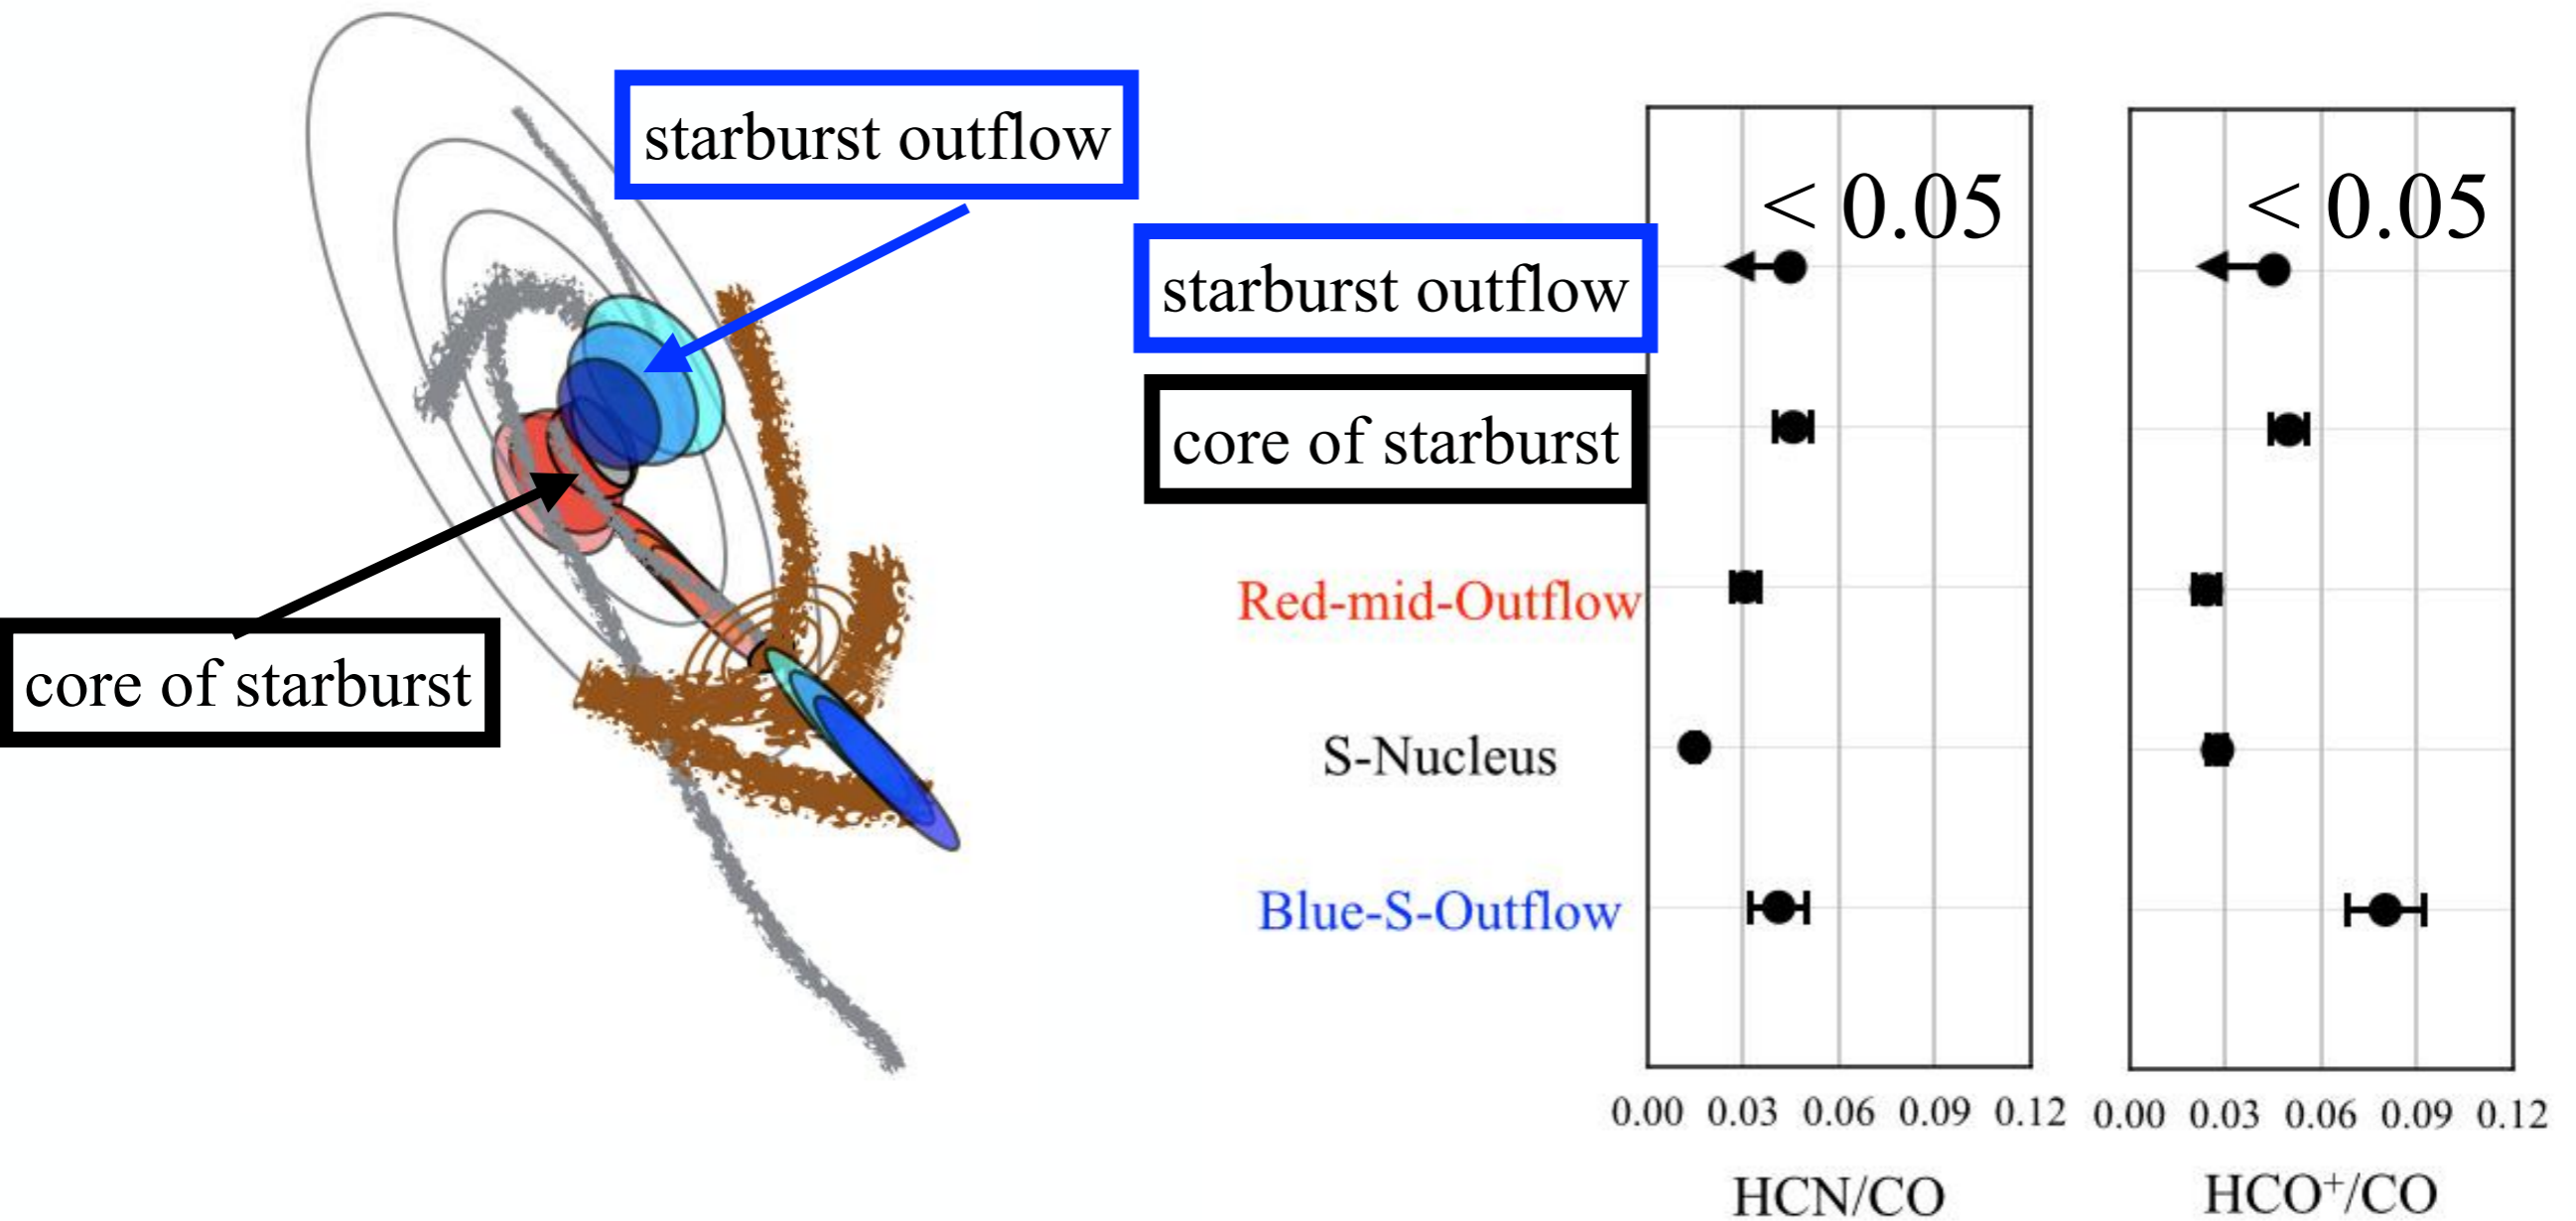 starburst outflow
core of starburst
< 0.05
< 0.05
starburst outflow
core of starburst
Red-mid-Outflow
S-Nucleus
Blue-S-Outflow
0.00 0.03 0.06 0.09 0.12
0.00 0.03 0.06 0.09 0.12
HCN/CO
HCO⁺/CO